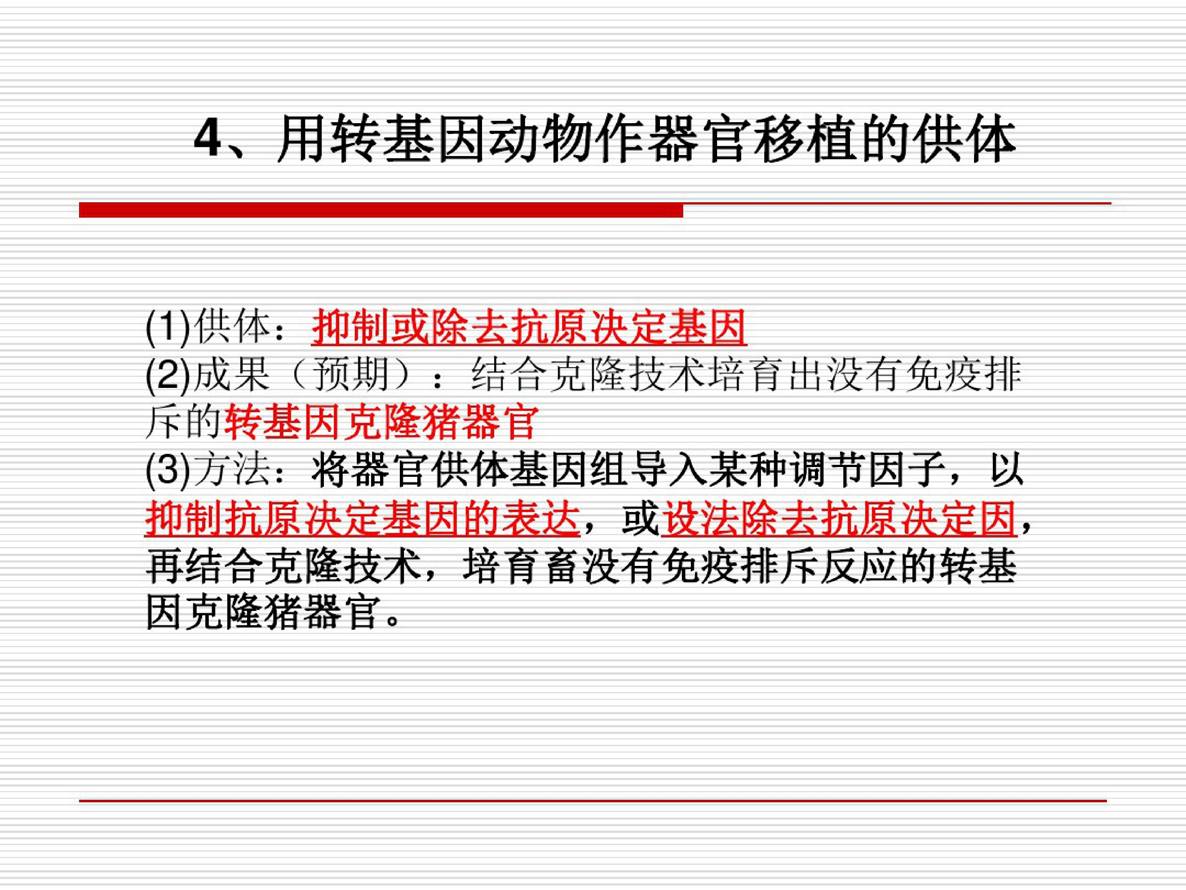 4、用转基因动物作器官移植的供体
(1)供体：抑制或除去抗原决定基因
(2)成果（预期）：结合克隆技术培育出没有免疫排
斥的转基因克隆猪器官
(3)方法：将器官供体基因组导入某种调节因子，以
抑制抗原决定基因的表达，或设法除去抗原决定因，
再结合克隆技术，培育畜没有免疫排斥反应的转基
因克隆猪器官。